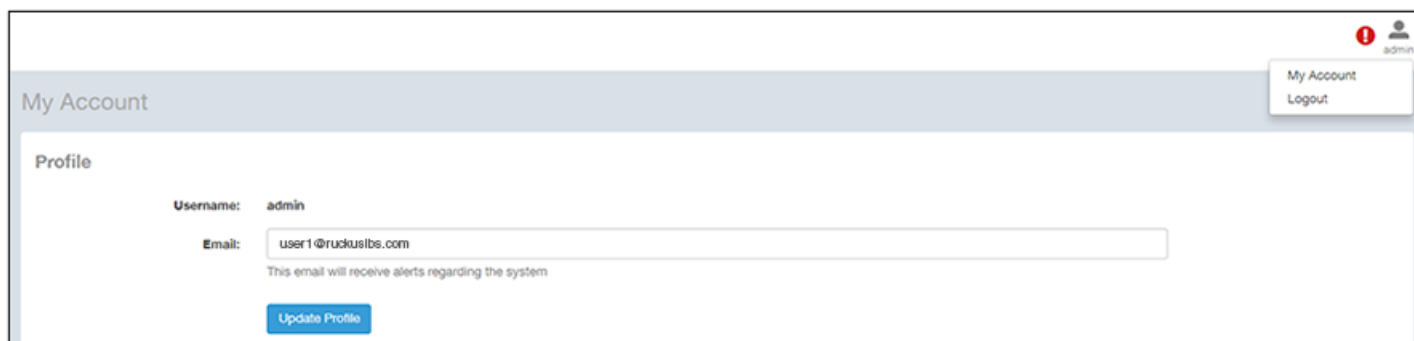 admin
My Account
Logout
My Account
Profile
Username: admin
Email: user1@ruckuslbs.com
This email will receive alerts regarding the system
Update Profile